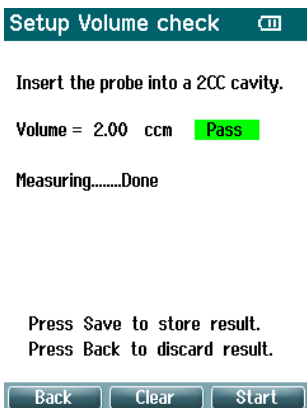 Setup Volume check
Insert the probe into a 2CC cavity.
Volume = 2.00 ccm Pass
Measuring........Done
Press Save to store result.
Press Back to discard result.
Back Clear Start